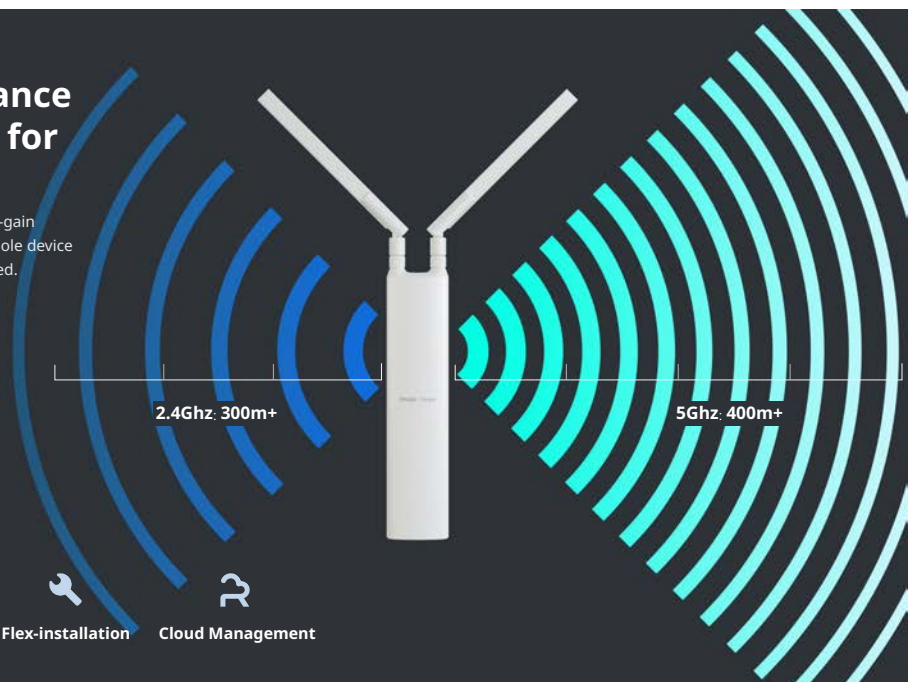 ance
for
-gain
ole device
ed.
2.4Ghz: 300m+
5Ghz: 400m+
Flex-installation
Cloud Management